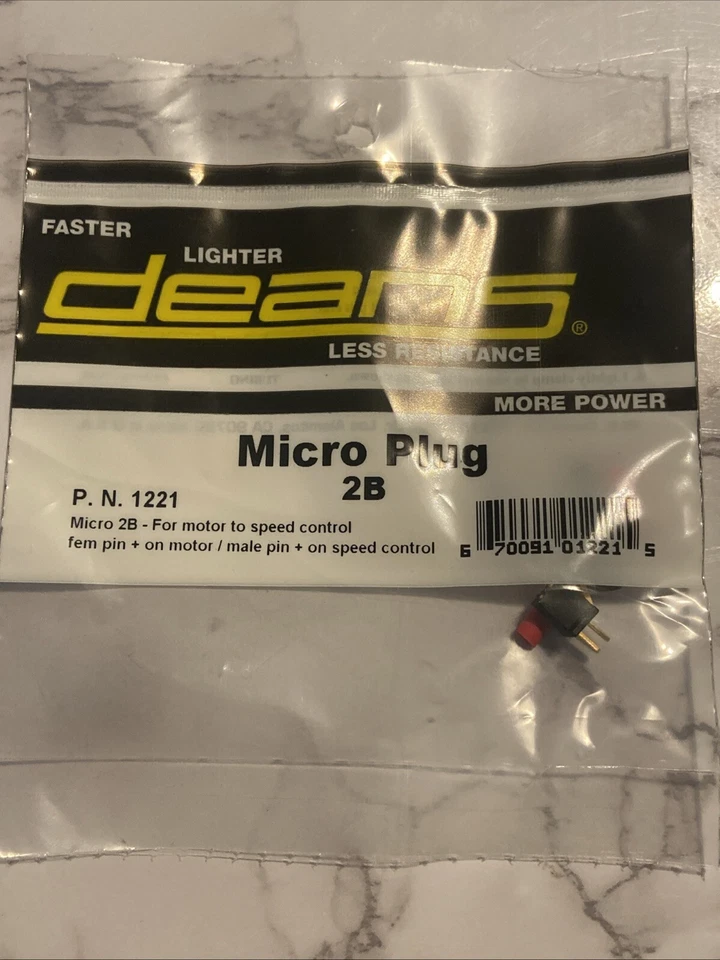 FASTER
LIGHTER
deans®
LESS RESISTANCE
MORE POWER
Micro Plug
2B
P. N. 1221
Micro 2B - For motor to speed control
fem pin + on motor / male pin + on speed control
6 70091 01221 5